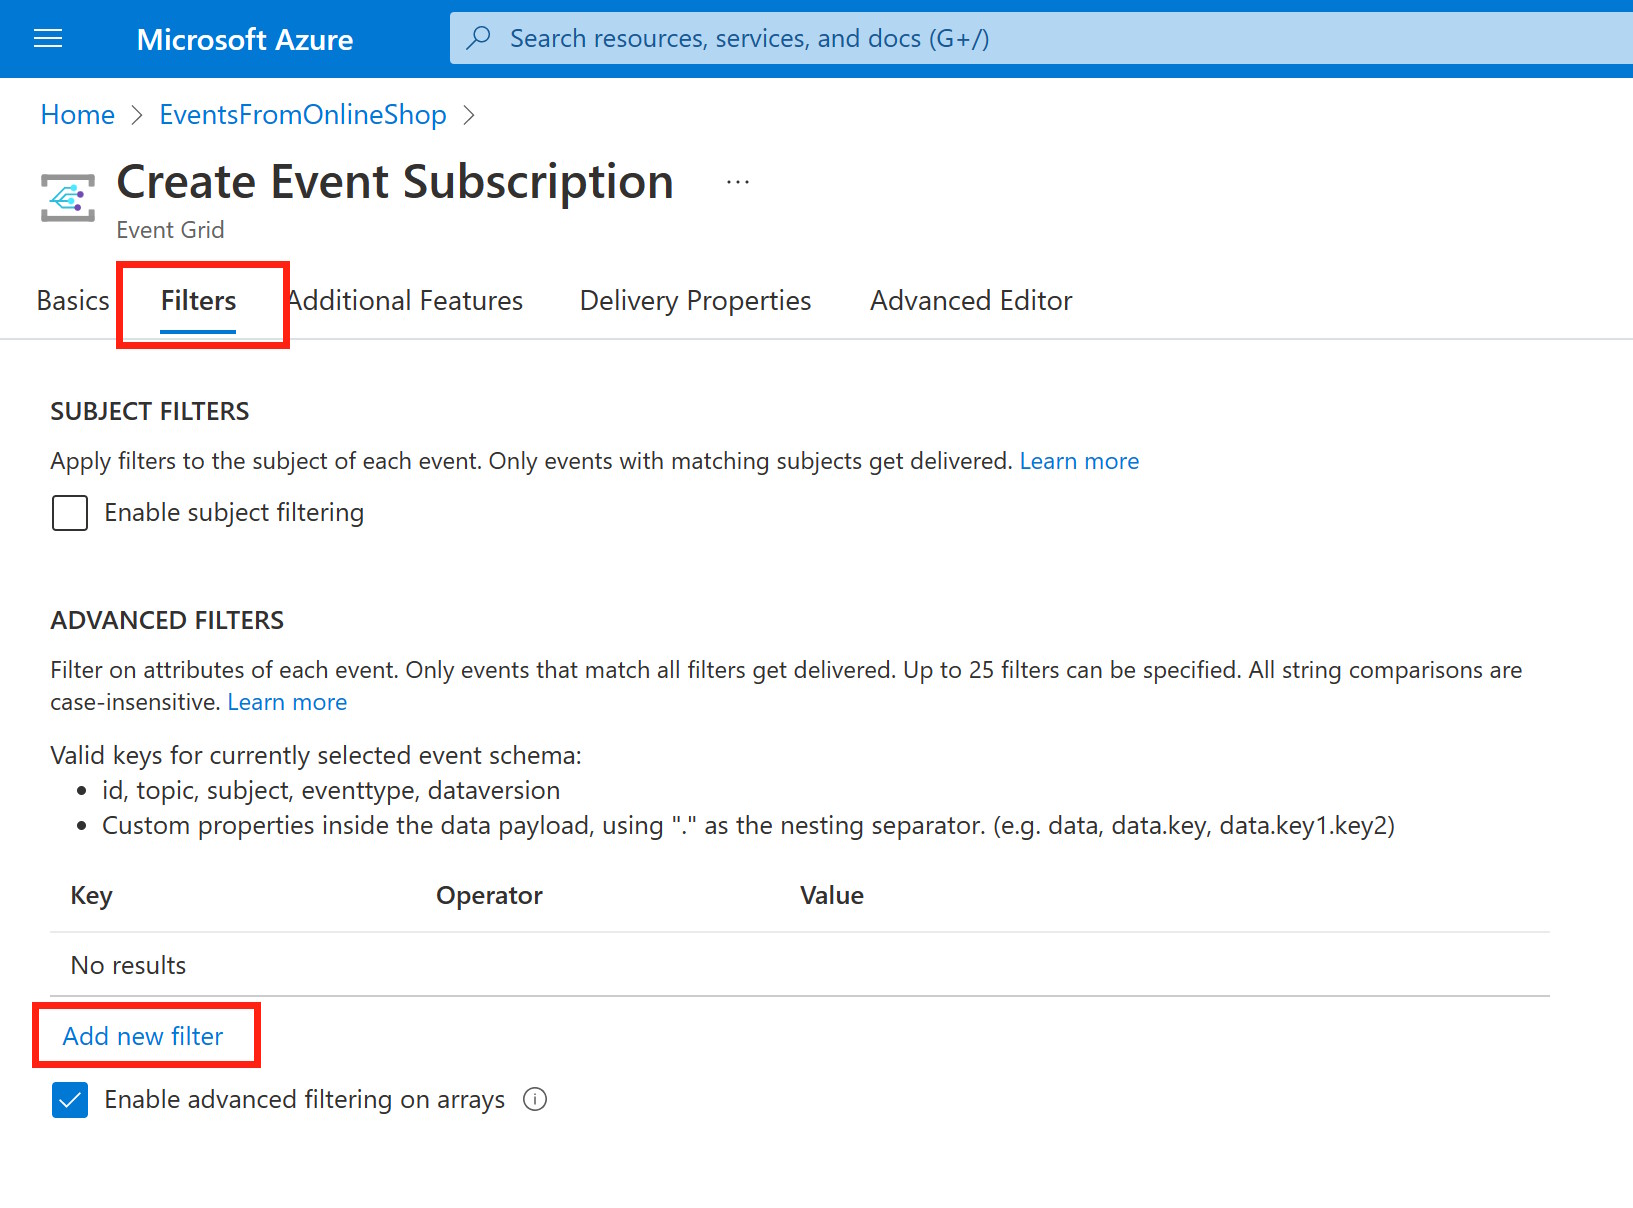 Microsoft Azure
Search resources, services, and docs (G+/)
Home > EventsFromOnlineShop >
Create Event Subscription ...
Event Grid
Basics Filters Additional Features Delivery Properties Advanced Editor
SUBJECT FILTERS
Apply filters to the subject of each event. Only events with matching subjects get delivered. Learn more
Enable subject filtering
ADVANCED FILTERS
Filter on attributes of each event. Only events that match all filters get delivered. Up to 25 filters can be specified. All string comparisons are
case-insensitive. Learn more
Valid keys for currently selected event schema:
• id, topic, subject, eventtype, dataversion
• Custom properties inside the data payload, using "." as the nesting separator. (e.g. data, data.key, data.key1.key2)
Key Operator Value
No results
Add new filter
Enable advanced filtering on arrays